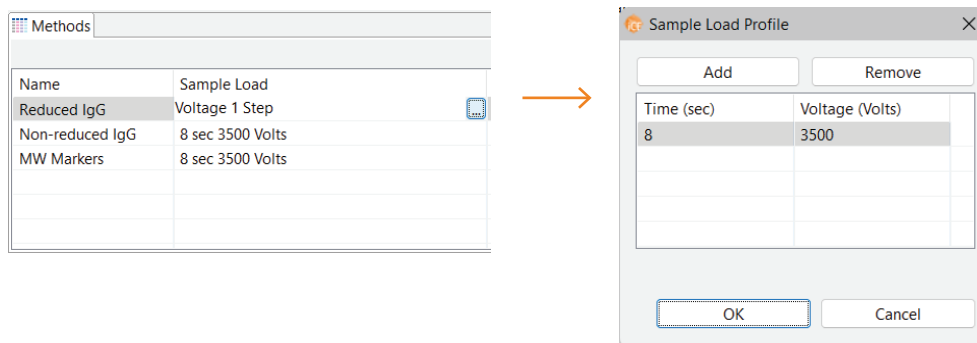 Methods
Name Sample Load
Reduced IgG Voltage 1 Step ...
Non-reduced IgG 8 sec 3500 Volts
MW Markers 8 sec 3500 Volts
Sample Load Profile
Add Remove
Time (sec) Voltage (Volts)
8 3500
OK Cancel